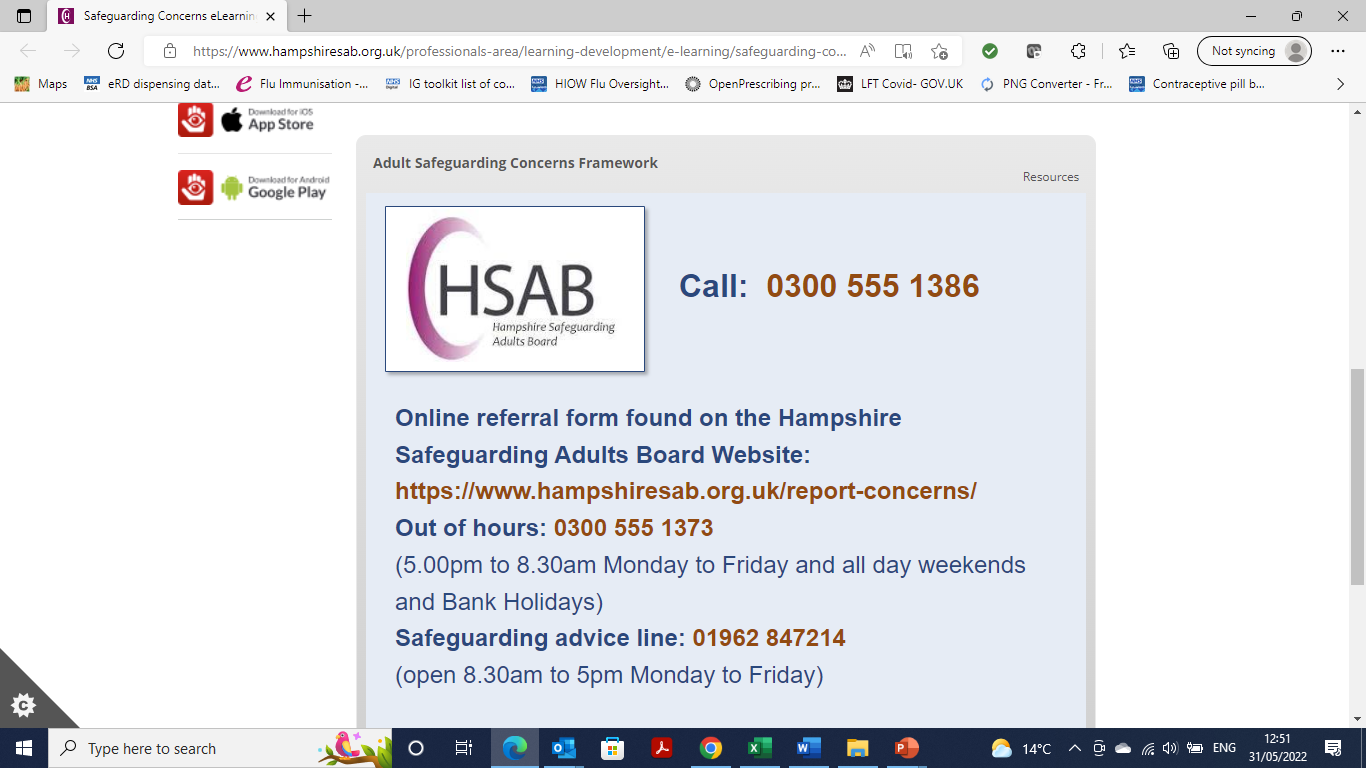 Safeguarding Concerns eLearnin
https://www.hampshiresab.org.uk/professionals-area/learning-development/e-learning/safeguarding-co...
Not syncing
Maps
NHS BSA
eRD dispensing dat...
Flu Immunisation -...
NHS Digital
IG toolkit list of co...
HIOW Flu Oversight...
OpenPrescribing pr...
LFT Covid- GOV.UK
PNG Converter - Fr...
Contraceptive pill b...
Download for iOS
App Store
Download for Android
Google Play
Adult Safeguarding Concerns Framework
Resources
HSAB
Hampshire Safeguarding
Adults Board
Call: 0300 555 1386
Online referral form found on the Hampshire
Safeguarding Adults Board Website:
https://www.hampshiresab.org.uk/report-concerns/
Out of hours: 0300 555 1373
(5.00pm to 8.30am Monday to Friday and all day weekends
and Bank Holidays)
Safeguarding advice line: 01962 847214
(open 8.30am to 5pm Monday to Friday)
C
Type here to search
14°C
ENG
12:51
31/05/2022